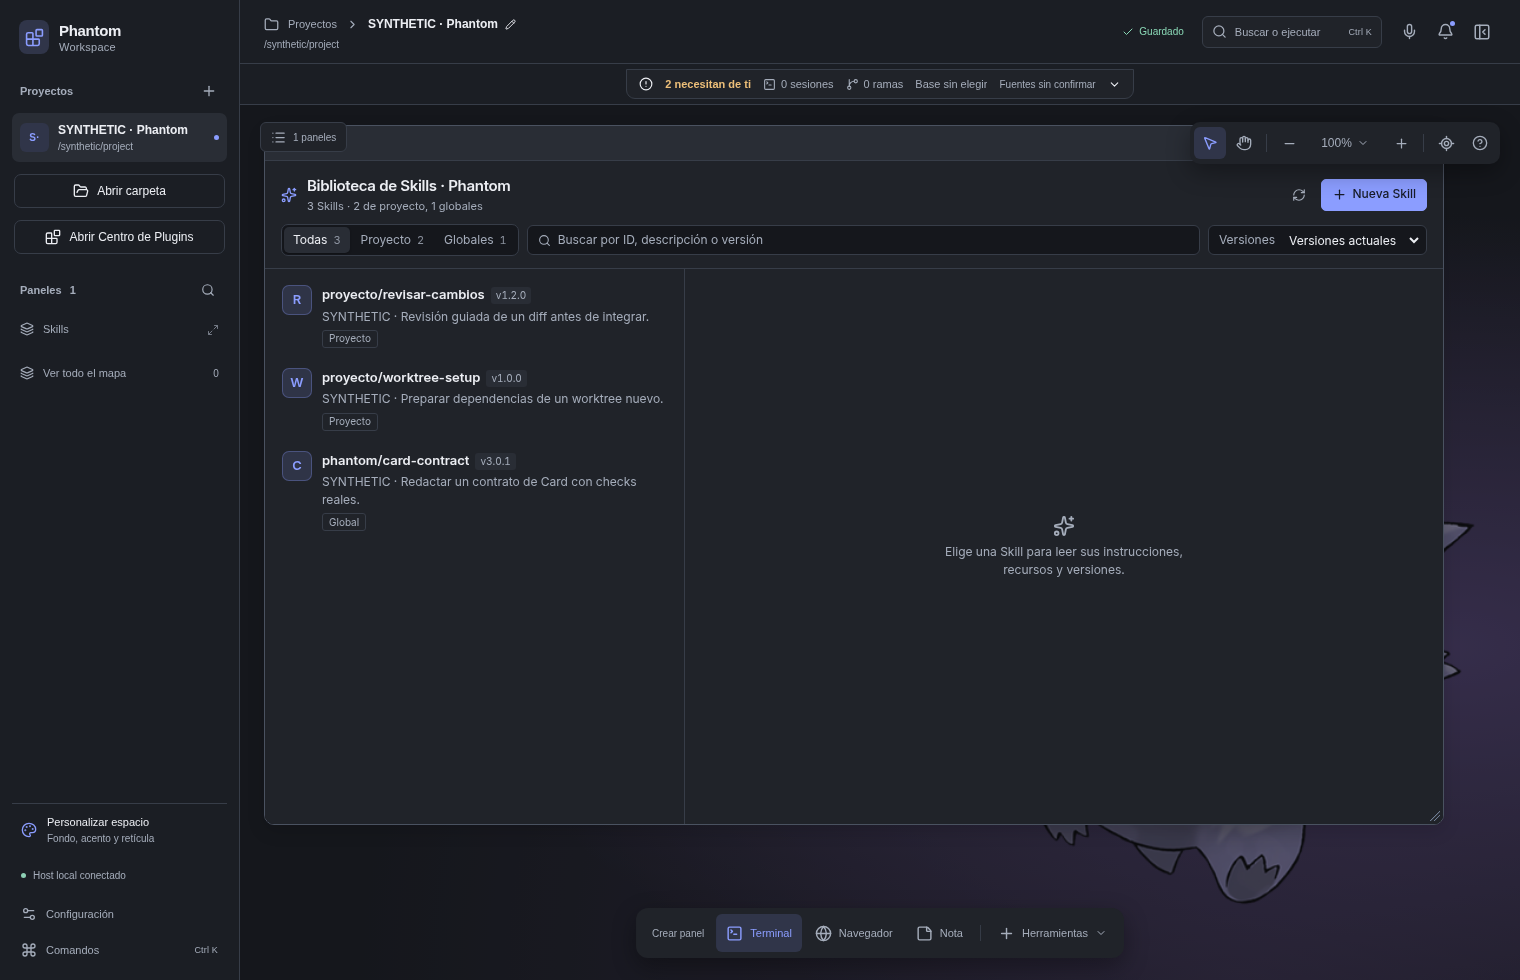 Phantom
Workspace
Proyectos
S·
SYNTHETIC · Phantom
/synthetic/project
Abrir carpeta
Abrir Centro de Plugins
Paneles 1
Skills
Ver todo el mapa 0
Personalizar espacio
Fondo, acento y retícula
Host local conectado
Configuración
Comandos Ctrl K
Proyectos SYNTHETIC · Phantom
/synthetic/project
Guardado
Buscar o ejecutar Ctrl K
2 necesitan de ti 0 sesiones 0 ramas Base sin elegir Fuentes sin confirmar
1 paneles
100%
Biblioteca de Skills · Phantom
3 Skills · 2 de proyecto, 1 globales
Nueva Skill
Todas 3 Proyecto 2 Globales 1
Buscar por ID, descripción o versión
Versiones Versiones actuales
R
proyecto/revisar-cambios v1.2.0
SYNTHETIC · Revisión guiada de un diff antes de integrar.
Proyecto
W
proyecto/worktree-setup v1.0.0
SYNTHETIC · Preparar dependencias de un worktree nuevo.
Proyecto
C
phantom/card-contract v3.0.1
SYNTHETIC · Redactar un contrato de Card con checks
reales.
Global
Elige una Skill para leer sus instrucciones,
recursos y versiones.
Crear panel Terminal Navegador Nota Herramientas